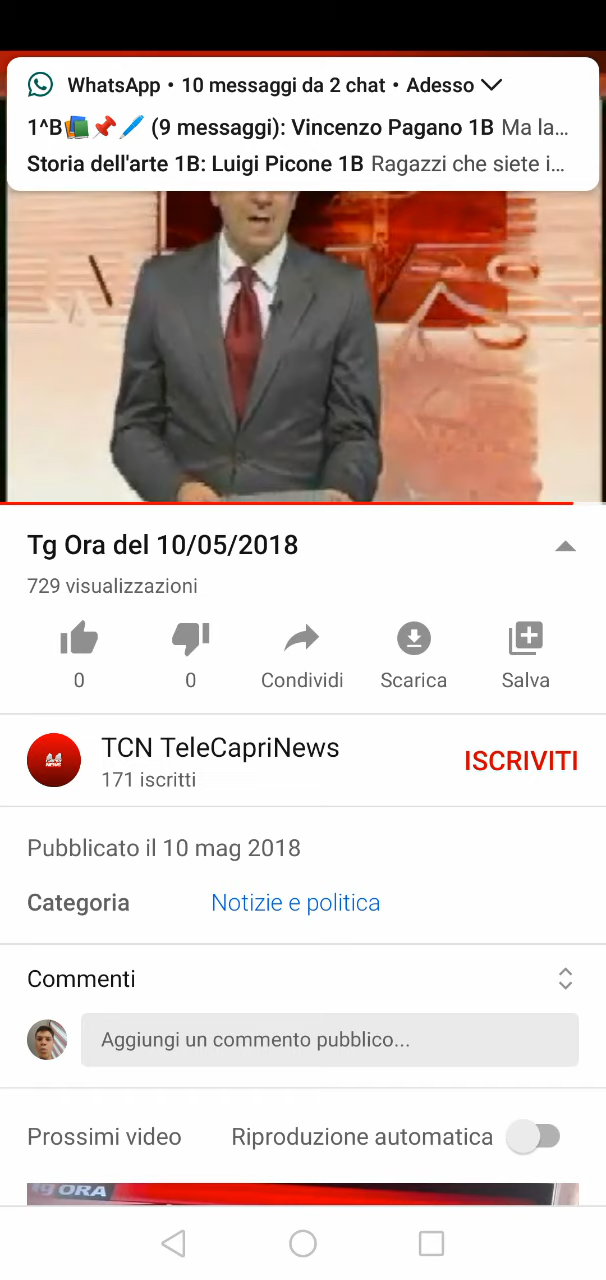 WhatsApp • 10 messaggi da 2 chat • Adesso
1^B📚📌🖊 (9 messaggi): Vincenzo Pagano 1B Ma la...
Storia dell'arte 1B: Luigi Picone 1B Ragazzi che siete i...
Tg Ora del 10/05/2018
729 visualizzazioni
0 0 Condividi Scarica Salva
TCN TeleCapriNews
ISCRIVITI
171 iscritti
Pubblicato il 10 mag 2018
Categoria Notizie e politica
Commenti
Aggiungi un commento pubblico...
Prossimi video Riproduzione automatica
Tg ORA